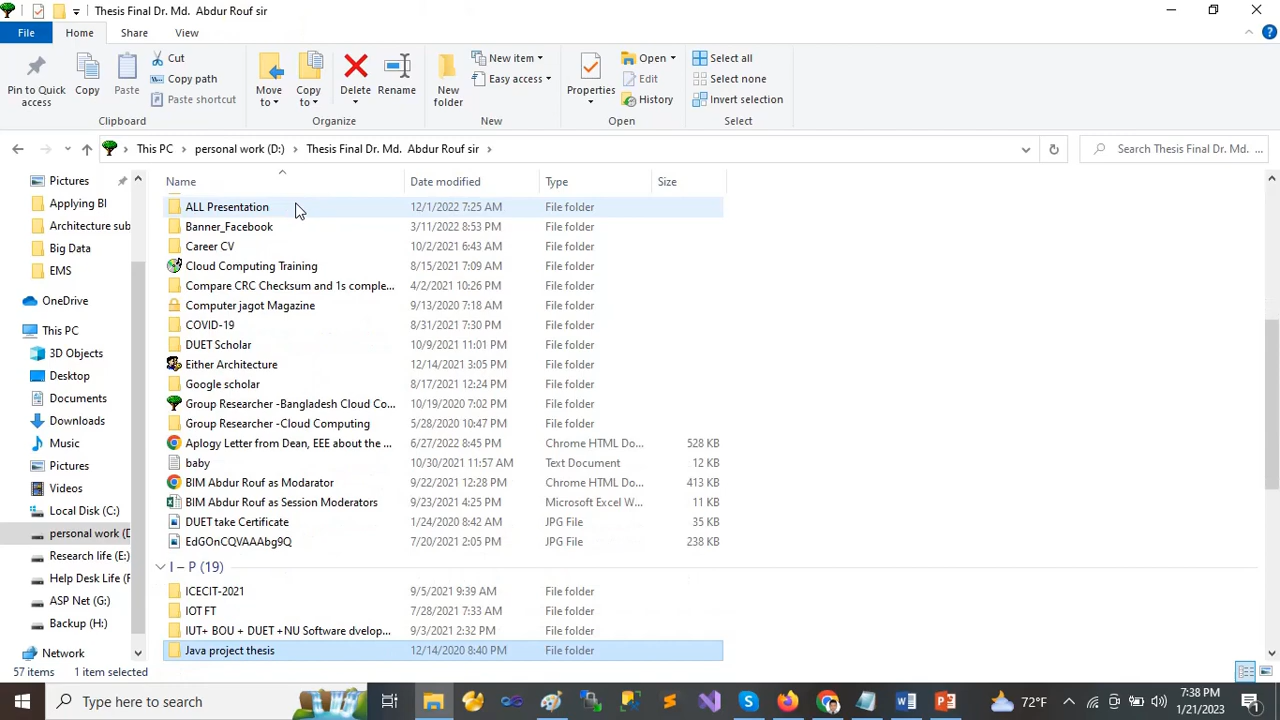 Thesis Final Dr. Md.  Abdur Rouf sir
File Home Share View
Pin to Quick access
Copy
Paste
Cut
Copy path
Paste shortcut
Move to
Copy to
Delete
Rename
New folder
New item
Easy access
Properties
Open
Edit
History
Select all
Select none
Invert selection
Clipboard Organize New Open Select
This PC personal work (D:) Thesis Final Dr. Md.  Abdur Rouf sir
Search Thesis Final Dr. Md. ...
Pictures
Applying BI
Architecture sub
Big Data
EMS
OneDrive
This PC
3D Objects
Desktop
Documents
Downloads
Music
Pictures
Videos
Local Disk (C:)
personal work (D
Research life (E:)
Help Desk Life (F
ASP Net (G:)
Backup (H:)
Network
Name Date modified Type Size
ALL Presentation 12/1/2022 7:25 AM File folder
Banner_Facebook 3/11/2022 8:53 PM File folder
Career CV 10/2/2021 6:43 AM File folder
Cloud Computing Training 8/15/2021 7:09 AM File folder
Compare CRC Checksum and 1s comple... 4/2/2021 10:26 PM File folder
Computer jagot Magazine 9/13/2020 7:18 AM File folder
COVID-19 8/31/2021 7:30 PM File folder
DUET Scholar 10/9/2021 11:01 PM File folder
Either Architecture 12/14/2021 3:05 PM File folder
Google scholar 8/17/2021 12:24 PM File folder
Group Researcher -Bangladesh Cloud Co... 10/19/2020 7:02 PM File folder
Group Researcher -Cloud Computing 5/28/2020 10:47 PM File folder
Aplogy Letter from Dean, EEE about the ... 6/27/2022 8:45 PM Chrome HTML Do... 528 KB
baby 10/30/2021 11:57 AM Text Document 12 KB
BIM Abdur Rouf as Modarator 9/22/2021 12:28 PM Chrome HTML Do... 413 KB
BIM Abdur Rouf as Session Moderators 9/23/2021 4:25 PM Microsoft Excel W... 11 KB
DUET take Certificate 1/24/2020 8:42 AM JPG File 35 KB
EdGOnCQVAAAbg9Q 7/20/2021 2:05 PM JPG File 238 KB
I – P (19)
ICECIT-2021 9/5/2021 9:39 AM File folder
IOT FT 7/28/2021 7:33 AM File folder
IUT+ BOU + DUET +NU Software dvelop... 9/3/2021 2:32 PM File folder
Java project thesis 12/14/2020 8:40 PM File folder
57 items 1 item selected
Type here to search
72°F
7:38 PM
1/21/2023